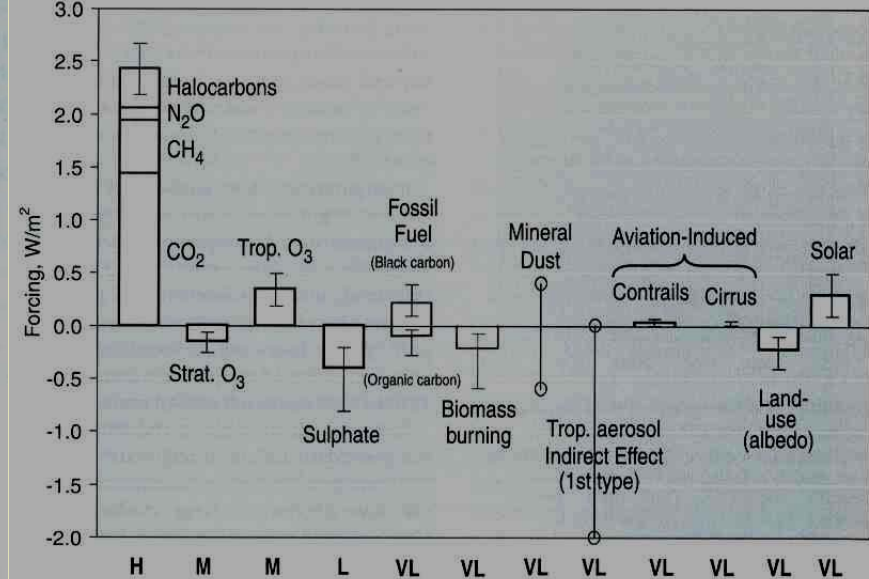 3.0
2.5
2.0
1.5
1.0
0.5
0.0
-0.5
-1.0
-1.5
-2.0
Forcing, W/m²
Halocarbons
N₂O
CH₄
CO₂
Strat. O₃
Trop. O₃
Sulphate
Fossil
Fuel
(Black carbon)
(Organic carbon)
Biomass
burning
Mineral
Dust
Trop. aerosol
Indirect Effect
(1st type)
Aviation-Induced
Contrails
Cirrus
Land-
use
(albedo)
Solar
H M M L VL VL VL VL VL VL VL VL